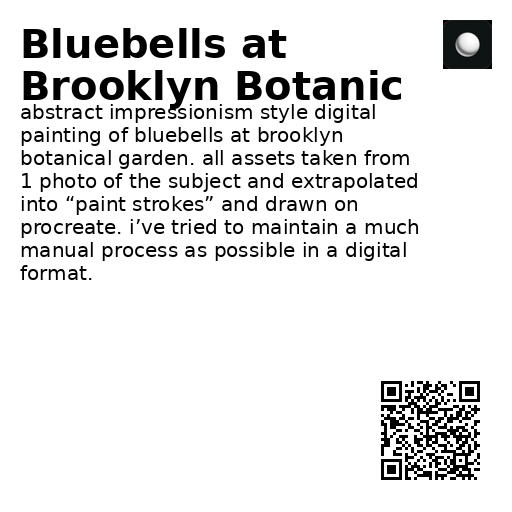 Bluebells at
Brooklyn Botanic
abstract impressionism style digital
painting of bluebells at brooklyn
botanical garden. all assets taken from
1 photo of the subject and extrapolated
into “paint strokes” and drawn on
procreate. i’ve tried to maintain a much
manual process as possible in a digital
format.